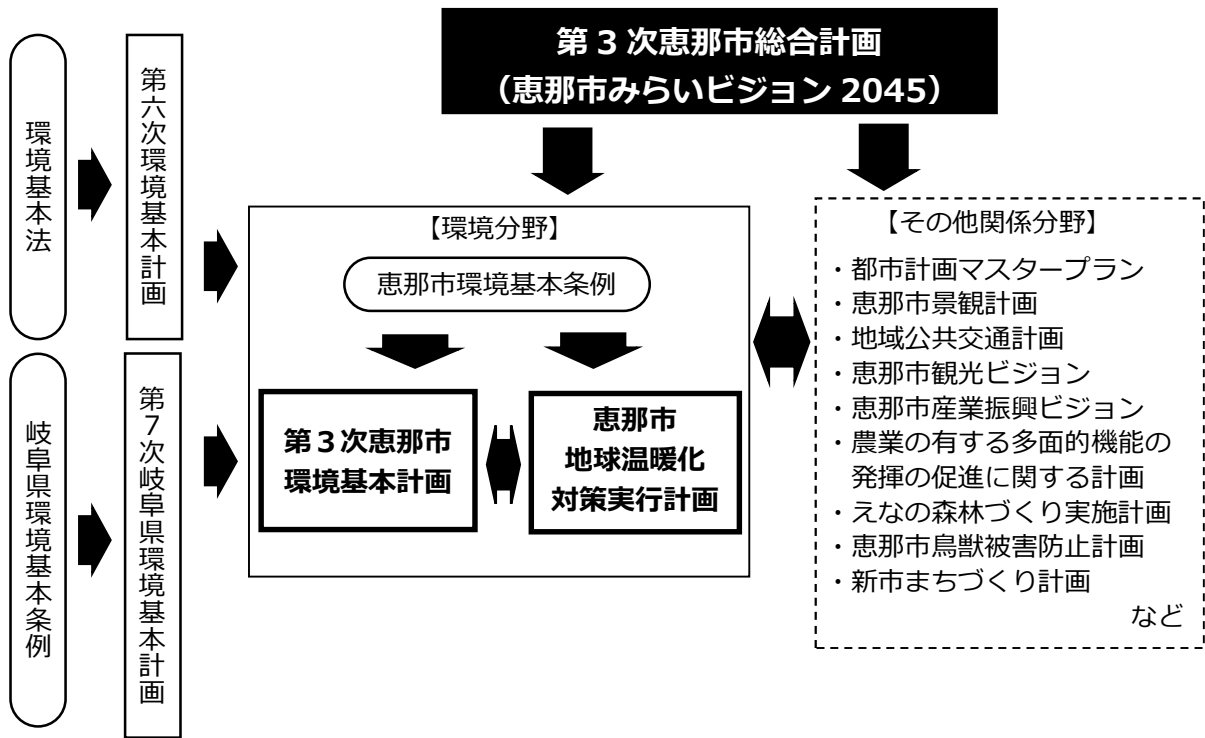 第３次恵那市総合計画
（恵那市みらいビジョン 2045）
環境基本法
第六次環境基本計画
岐阜県環境基本条例
第７次岐阜県環境基本計画
【環境分野】
恵那市環境基本条例
第３次恵那市
環境基本計画
恵那市
地球温暖化
対策実行計画
【その他関係分野】
・都市計画マスタープラン
・恵那市景観計画
・地域公共交通計画
・恵那市観光ビジョン
・恵那市産業振興ビジョン
・農業の有する多面的機能の
発揮の促進に関する計画
・えなの森林づくり実施計画
・恵那市鳥獣被害防止計画
・新市まちづくり計画
など